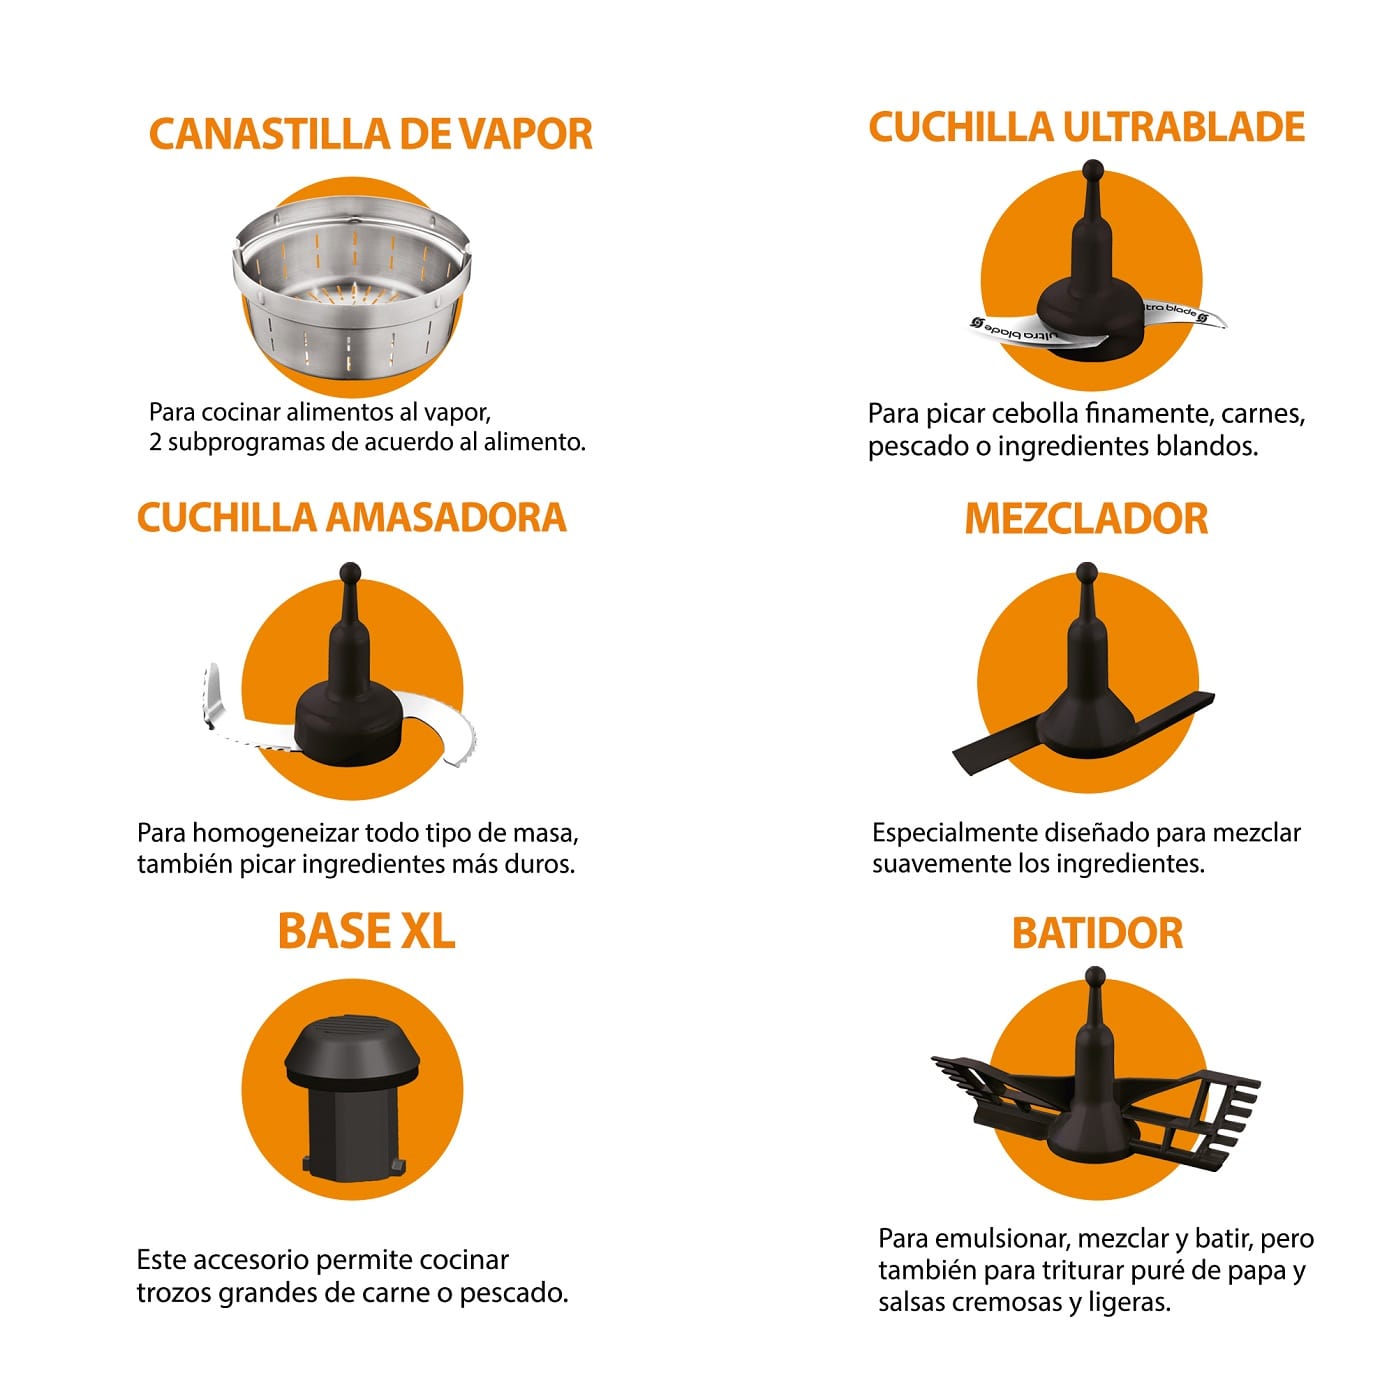 CANASTILLA DE VAPOR
Para cocinar alimentos al vapor,
2 subprogramas de acuerdo al alimento.
CUCHILLA ULTRABLADE
ultra blade
tra blade
Para picar cebolla finamente, carnes,
pescado o ingredientes blandos.
CUCHILLA AMASADORA
Para homogeneizar todo tipo de masa,
también picar ingredientes más duros.
MEZCLADOR
Especialmente diseñado para mezclar
suavemente los ingredientes.
BASE XL
Este accesorio permite cocinar
trozos grandes de carne o pescado.
BATIDOR
Para emulsionar, mezclar y batir, pero
también para triturar puré de papa y
salsas cremosas y ligeras.